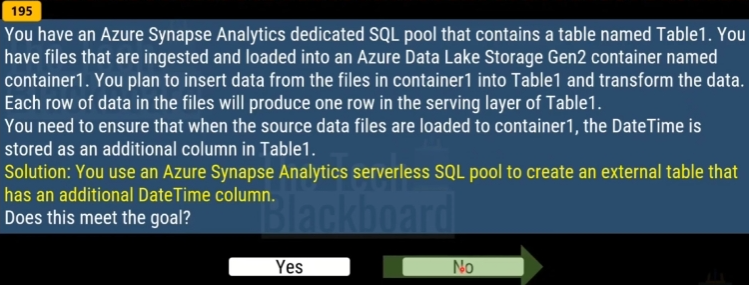 195
You have an Azure Synapse Analytics dedicated SQL pool that contains a table named Table1. You
have files that are ingested and loaded into an Azure Data Lake Storage Gen2 container named
container1. You plan to insert data from the files in container1 into Table1 and transform the data.
Each row of data in the files will produce one row in the serving layer of Table1.
You need to ensure that when the source data files are loaded to container1, the DateTime is
stored as an additional column in Table1.
Solution: You use an Azure Synapse Analytics serverless SQL pool to create an external table that
has an additional DateTime column.
Does this meet the goal?
The Tech
Blackboard
Yes
No